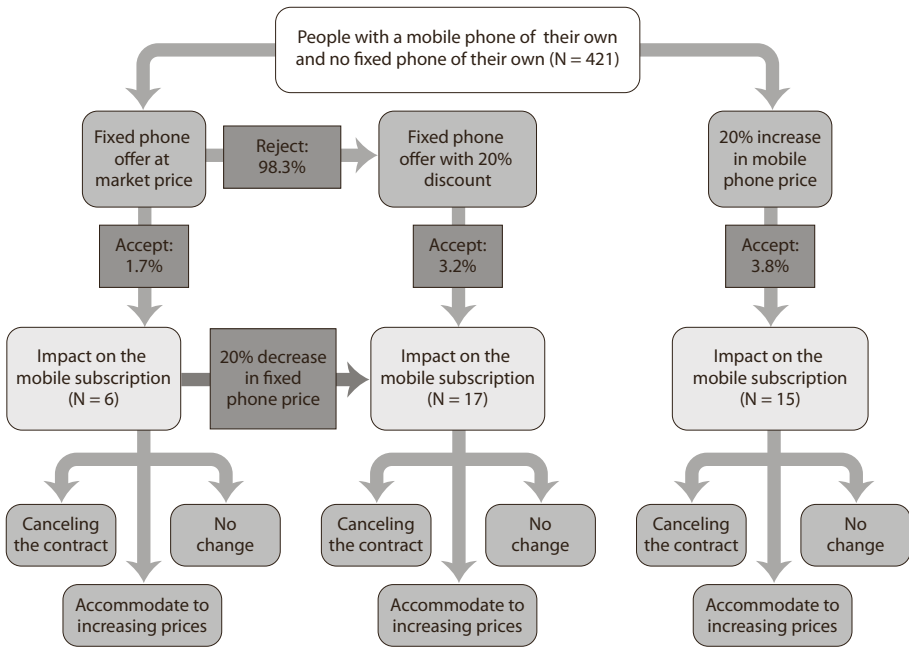 People with a mobile phone of their own
and no fixed phone of their own (N = 421)
Fixed phone
offer at
market price
Reject:
98.3%
Fixed phone
offer with 20%
discount
20% increase
in mobile
phone price
Accept:
1.7%
Accept:
3.2%
Accept:
3.8%
Impact on the
mobile subscription
(N = 6)
20% decrease
in fixed
phone price
Impact on the
mobile subscription
(N = 17)
Impact on the
mobile subscription
(N = 15)
Canceling
the contract
No
change
Canceling
the contract
No
change
Canceling
the contract
No
change
Accommodate to
increasing prices
Accommodate to
increasing prices
Accommodate to
increasing prices